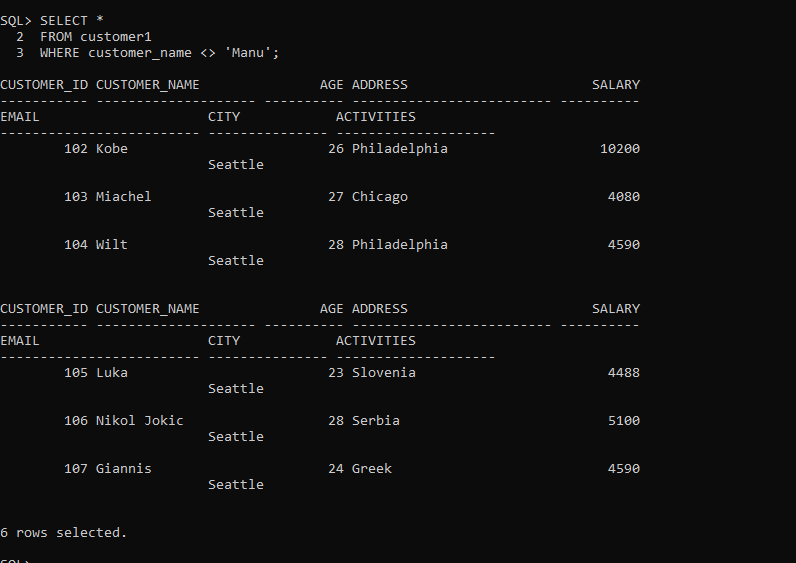 SQL> SELECT *
  2  FROM customer1
  3  WHERE customer_name <> 'Manu';
CUSTOMER_ID CUSTOMER_NAME               AGE ADDRESS                       SALARY
----------- -------------------- ---------- ------------------------- ----------
EMAIL                     CITY            ACTIVITIES
------------------------- --------------- --------------------
        102 Kobe                         26 Philadelphia                   10200
                          Seattle
        103 Miachel                      27 Chicago                         4080
                          Seattle
        104 Wilt                         28 Philadelphia                    4590
                          Seattle
CUSTOMER_ID CUSTOMER_NAME               AGE ADDRESS                       SALARY
----------- -------------------- ---------- ------------------------- ----------
EMAIL                     CITY            ACTIVITIES
------------------------- --------------- --------------------
        105 Luka                         23 Slovenia                        4488
                          Seattle
        106 Nikol Jokic                  28 Serbia                          5100
                          Seattle
        107 Giannis                      24 Greek                           4590
                          Seattle
6 rows selected.
SQL>